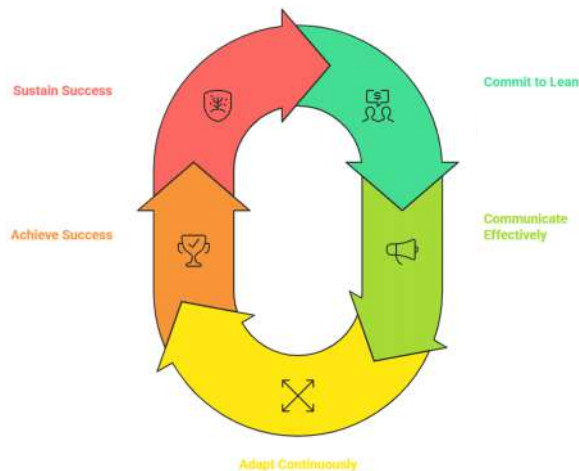 Sustain Success
Commit to Lean
Achieve Success
Communicate
Effectively
Adapt Continuously
$